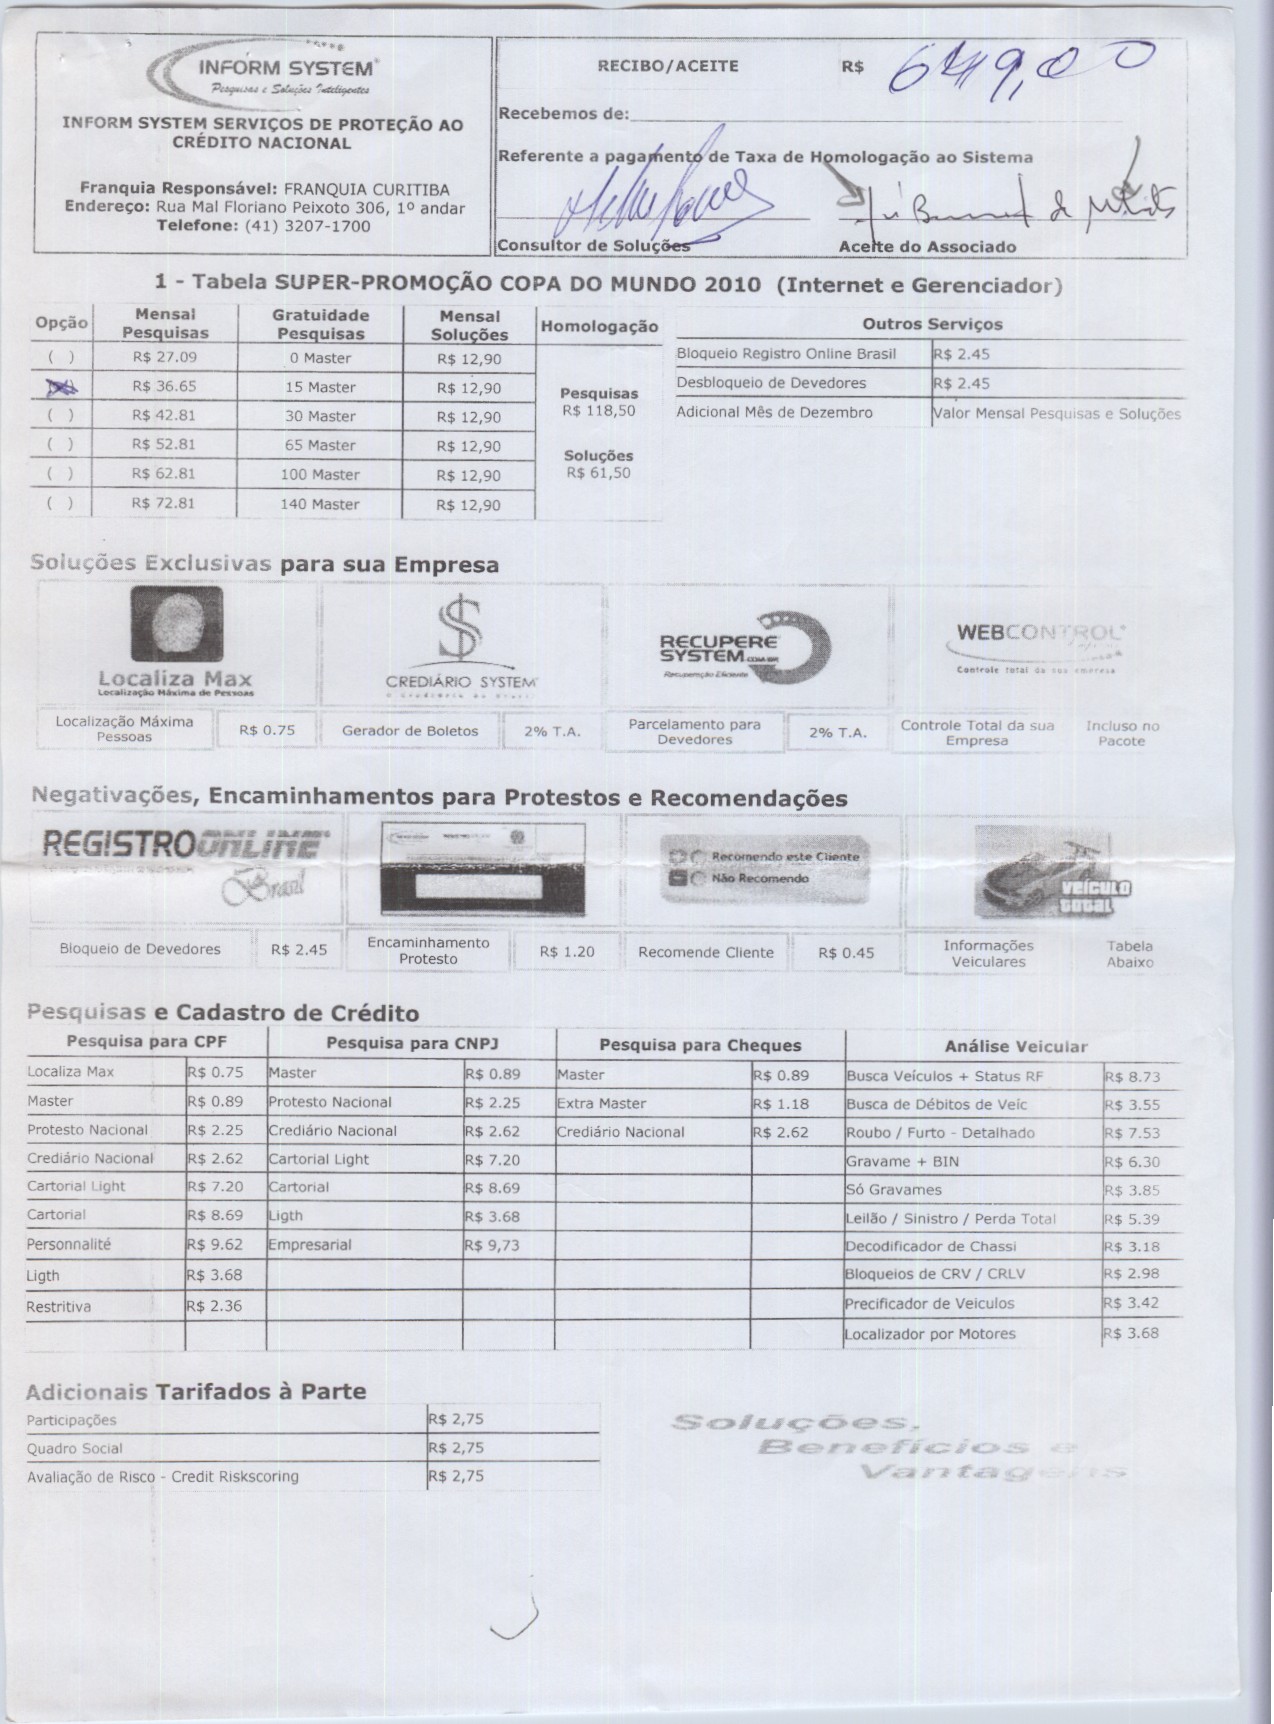 INFORM SYSTEM
Pesquisas e Soluções Inteligentes
INFORM SYSTEM SERVIÇOS DE PROTEÇÃO AO
CRÉDITO NACIONAL
Franquia Responsável: FRANQUIA CURITIBA
Endereço: Rua Mal Floriano Peixoto 306, 1º andar
Telefone: (41) 3207-1700
RECIBO/ACEITE R$
Recebemos de:
Referente a pagamento de Taxa de Homologação ao Sistema
Consultor de Soluções Aceite do Associado
1 - Tabela SUPER-PROMOÇÃO COPA DO MUNDO 2010 (Internet e Gerenciador)
Opção Mensal Pesquisas Gratuidade Pesquisas Mensal Soluções Homologação
( ) R$ 27.09 0 Master R$ 12,90
R$ 36.65 15 Master R$ 12,90
( ) R$ 42.81 30 Master R$ 12,90
( ) R$ 52.81 65 Master R$ 12,90
( ) R$ 62.81 100 Master R$ 12,90
( ) R$ 72.81 140 Master R$ 12,90
Pesquisas
R$ 118,50
Soluções
R$ 61,50
Outros Serviços
Bloqueio Registro Online Brasil R$ 2.45
Desbloqueio de Devedores R$ 2.45
Adicional Mês de Dezembro Valor Mensal Pesquisas e Soluções
Soluções Exclusivas para sua Empresa
Localiza Max
Localização Máxima de Pessoas
CREDIÁRIO SYSTEM
O Crediário do Brasil
RECUPERE
SYSTEM.COM.BR
Recuperação Eficiente
WEBCONTROL
Controle total da sua empresa
Localização Máxima Pessoas R$ 0.75 Gerador de Boletos 2% T.A. Parcelamento para Devedores 2% T.A. Controle Total da sua Empresa Incluso no Pacote
Negativações, Encaminhamentos para Protestos e Recomendações
REG!STRO ONLINE
Brasil
Recomendo este Cliente
Não Recomendo
VEÍCULO
TOTAL
Bloqueio de Devedores R$ 2.45 Encaminhamento Protesto R$ 1.20 Recomende Cliente R$ 0.45 Informações Veiculares Tabela Abaixo
Pesquisas e Cadastro de Crédito
Pesquisa para CPF Pesquisa para CNPJ Pesquisa para Cheques Análise Veicular
Localiza Max R$ 0.75 Master R$ 0.89 Master R$ 0.89 Busca Veículos + Status RF R$ 8.73
Master R$ 0.89 Protesto Nacional R$ 2.25 Extra Master R$ 1.18 Busca de Débitos de Veic R$ 3.55
Protesto Nacional R$ 2.25 Crediário Nacional R$ 2.62 Crediário Nacional R$ 2.62 Roubo / Furto - Detalhado R$ 7.53
Crediário Nacional R$ 2.62 Cartorial Light R$ 7.20 Gravame + BIN R$ 6.30
Cartorial Light R$ 7.20 Cartorial R$ 8.69 Só Gravames R$ 3.85
Cartorial R$ 8.69 Ligth R$ 3.68 Leilão / Sinistro / Perda Total R$ 5.39
Personnalité R$ 9.62 Empresarial R$ 9,73 Decodificador de Chassi R$ 3.18
Ligth R$ 3.68 Bloqueios de CRV / CRLV R$ 2.98
Restritiva R$ 2.36 Precificador de Veiculos R$ 3.42
Localizador por Motores R$ 3.68
Adicionais Tarifados à Parte
Participações R$ 2,75
Quadro Social R$ 2,75
Avaliação de Risco - Credit Riskscoring R$ 2,75
Soluções,
Benefícios e
Vantagens